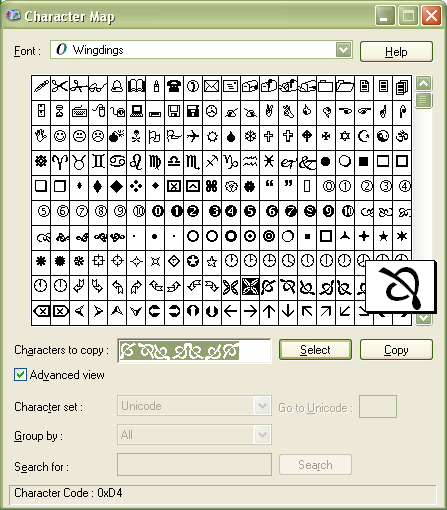 Character Map
Font : Wingdings
Help
Characters to copy :
Select
Copy
Advanced view
Character set : Unicode
Go to Unicode :
Group by : All
Search for :
Search
Character Code : 0xD4